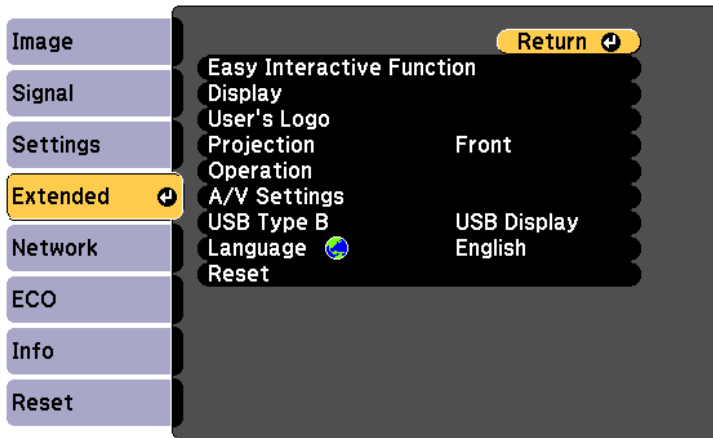 Image
Signal
Settings
Extended
Network
ECO
Info
Reset
Return
Easy Interactive Function
Display
User's Logo
Projection Front
Operation
A/V Settings
USB Type B USB Display
Language English
Reset